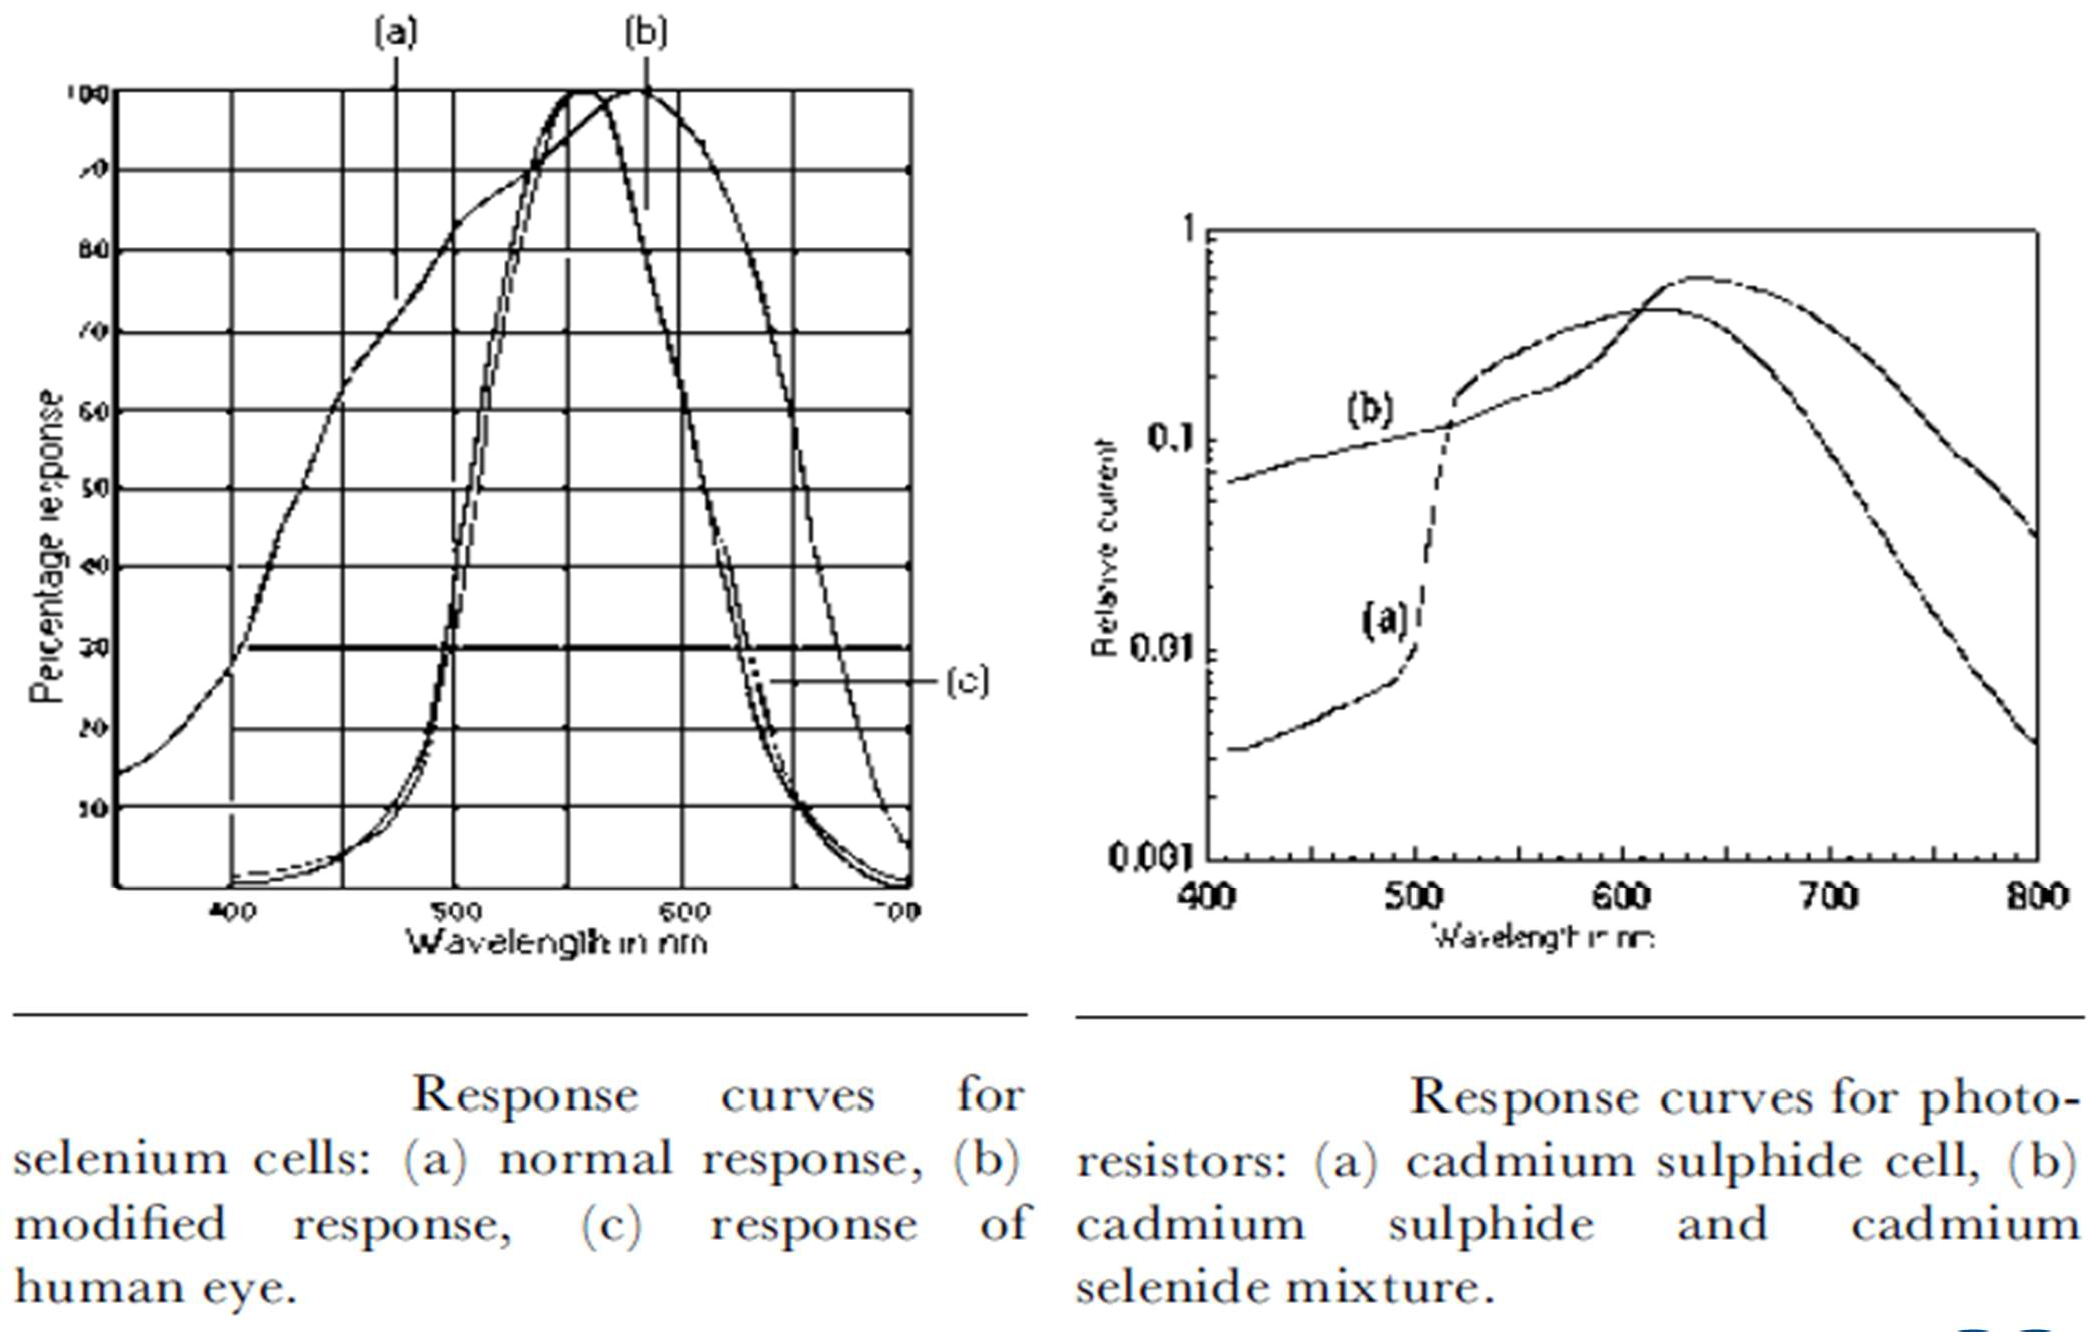 (a)
(b)
100
90
80
70
60
50
40
30
20
10
Percentage response
(c)
400
500
600
700
Wavelength in nm
1
0.1
0.01
0.001
Relative current
(b)
(a)
400
500
600
700
800
Wavelength in nm
Response curves for
selenium cells: (a) normal response, (b)
modified response, (c) response of
human eye.
Response curves for photo-
resistors: (a) cadmium sulphide cell, (b)
cadmium sulphide and cadmium
selenide mixture.